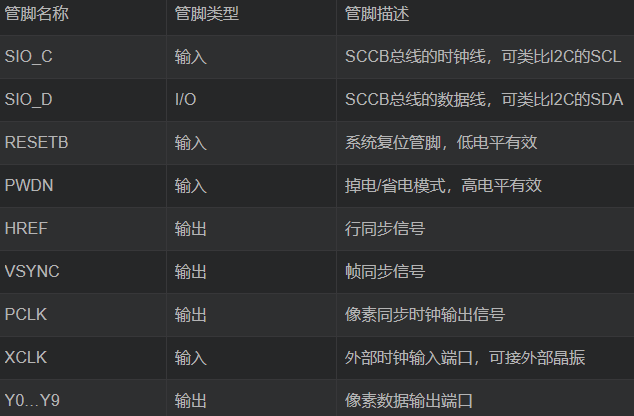 管脚名称 管脚类型 管脚描述
SIO_C 输入 SCCB总线的时钟线，可类比I2C的SCL
SIO_D I/O SCCB总线的数据线，可类比I2C的SDA
RESETB 输入 系统复位管脚，低电平有效
PWDN 输入 掉电/省电模式，高电平有效
HREF 输出 行同步信号
VSYNC 输出 帧同步信号
PCLK 输出 像素同步时钟输出信号
XCLK 输入 外部时钟输入端口，可接外部晶振
Y0…Y9 输出 像素数据输出端口